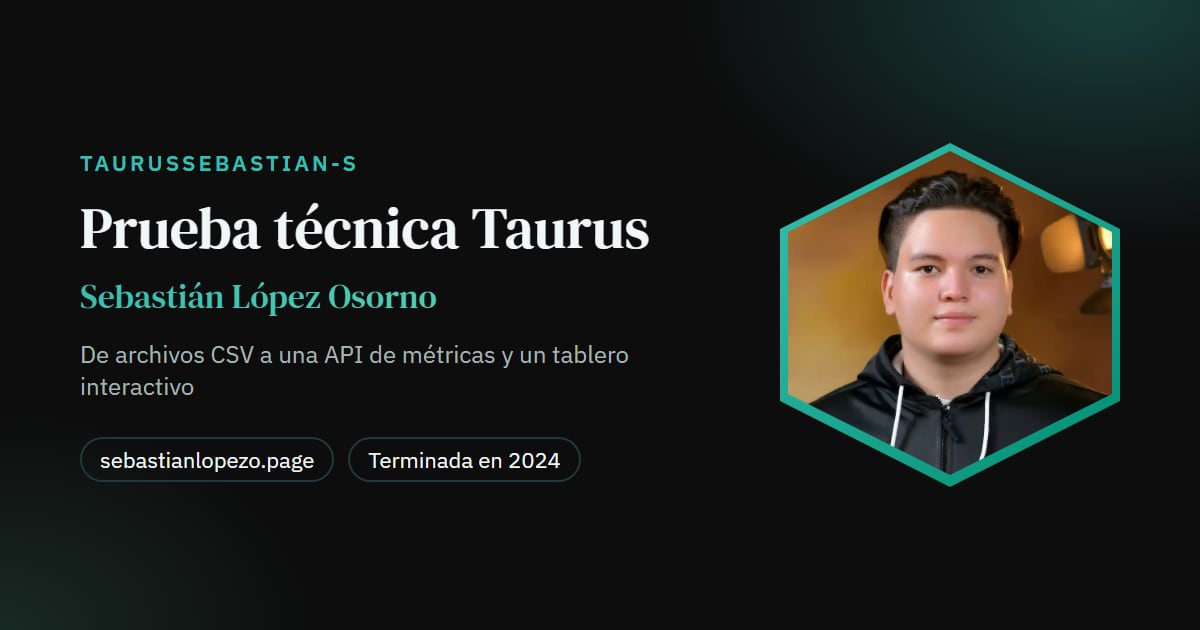 TAURUSSEBASTIAN-S
Prueba técnica Taurus
Sebastián López Osorno
De archivos CSV a una API de métricas y un tablero
interactivo
sebastianlopezo.page
Terminada en 2024